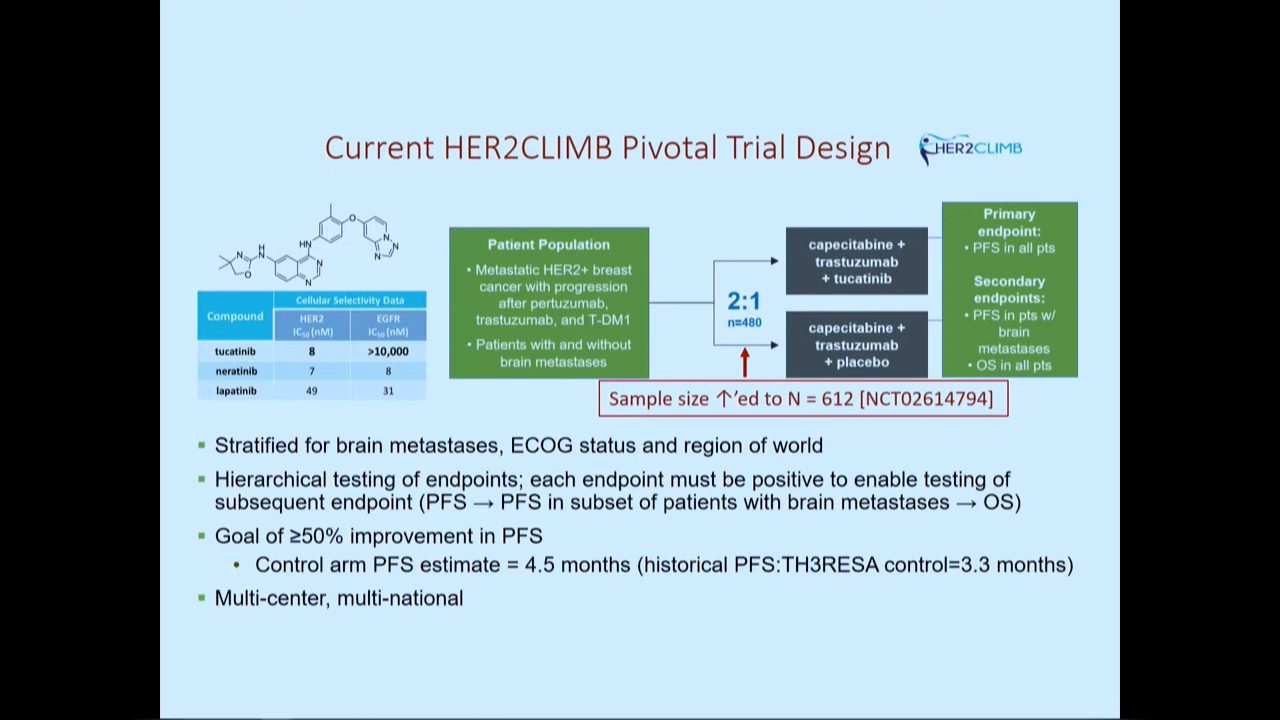 Current HER2CLIMB Pivotal Trial Design
HER2CLIMB
O
HN
N
N
N
H
N
N
O
N
N
Compound
Cellular Selectivity Data
HER2
IC50 (nM)
EGFR
IC50 (nM)
tucatinib 8 >10,000
neratinib 7 8
lapatinib 49 31
Patient Population
• Metastatic HER2+ breast
cancer with progression
after pertuzumab,
trastuzumab, and T-DM1
• Patients with and without
brain metastases
2:1
n=480
capecitabine +
trastuzumab
+ tucatinib
capecitabine +
trastuzumab
+ placebo
Primary
endpoint:
• PFS in all pts
Secondary
endpoints:
• PFS in pts w/
brain
metastases
• OS in all pts
Sample size ↑'ed to N = 612 [NCT02614794]
▪ Stratified for brain metastases, ECOG status and region of world
▪ Hierarchical testing of endpoints; each endpoint must be positive to enable testing of
subsequent endpoint (PFS → PFS in subset of patients with brain metastases → OS)
▪ Goal of ≥50% improvement in PFS
• Control arm PFS estimate = 4.5 months (historical PFS:TH3RESA control=3.3 months)
▪ Multi-center, multi-national